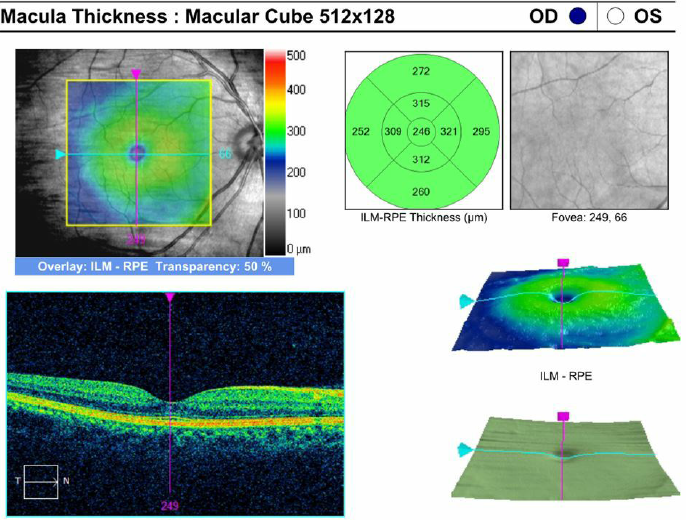 Macula Thickness : Macular Cube 512x128
OD OS
500
400
300
200
100
0 µm
66
249
Overlay: ILM - RPE Transparency: 50 %
272
315
252 309 246 321 295
312
260
ILM-RPE Thickness (µm)
Fovea: 249, 66
ILM - RPE
T N
249